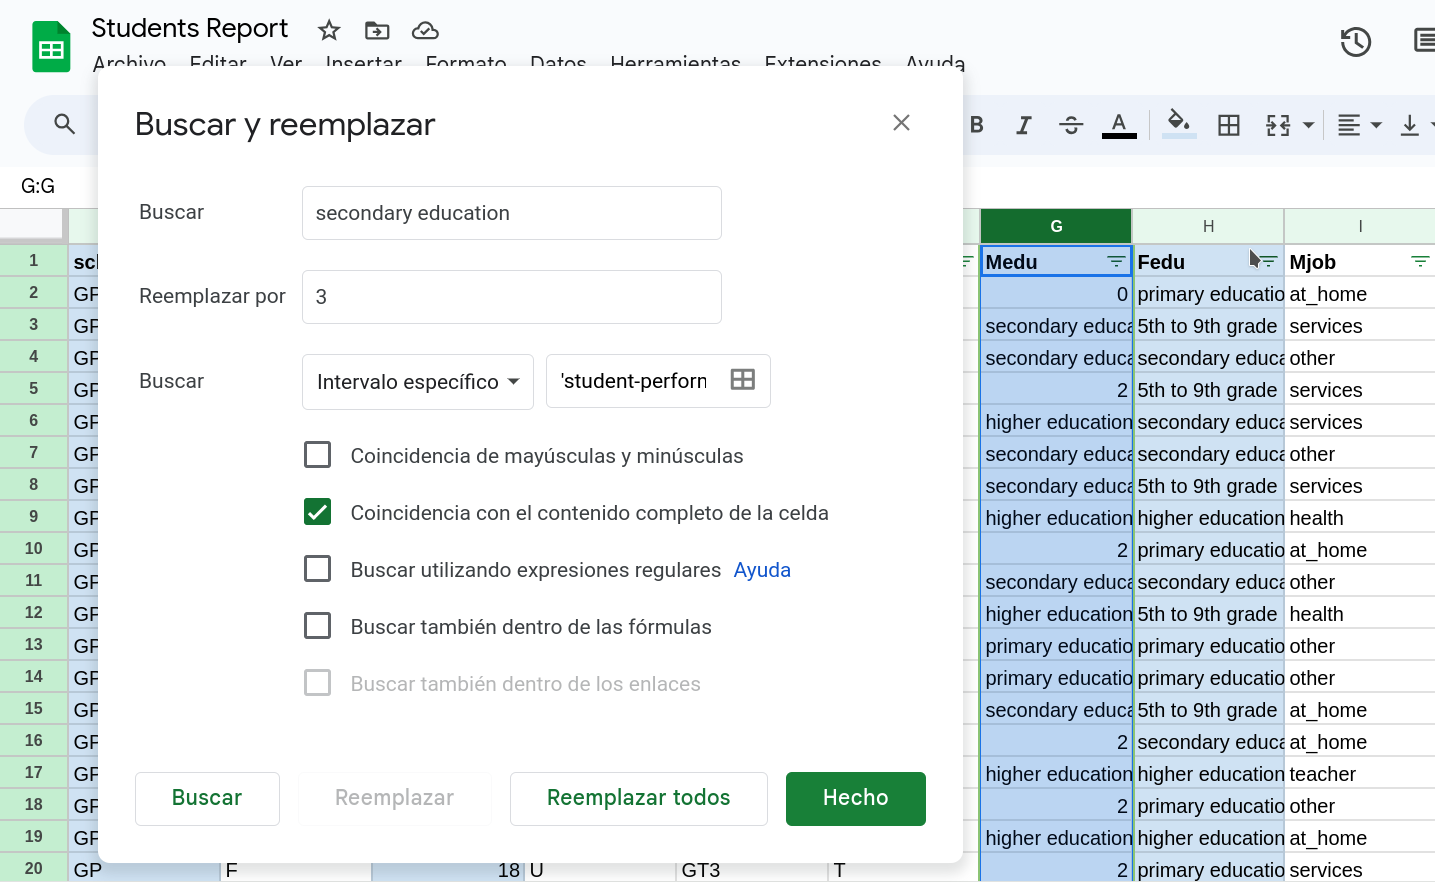 Students Report
Archivo Editar Ver Insertar Formato Datos Herramientas Extensiones Ayuda
Buscar y reemplazar
B I S A
G:G
Buscar secondary education
Reemplazar por 3
Buscar Intervalo específico 'student-perforn
Coincidencia de mayúsculas y minúsculas
Coincidencia con el contenido completo de la celda
Buscar utilizando expresiones regulares Ayuda
Buscar también dentro de las fórmulas
Buscar también dentro de los enlaces
Buscar Reemplazar Reemplazar todos Hecho
G H I
1 scl Medu Fedu Mjob
2 GP 0 primary educatio at_home
3 GP secondary educa 5th to 9th grade services
4 GP secondary educa secondary educa other
5 GP 2 5th to 9th grade services
6 GP higher education secondary educa services
7 GP secondary educa secondary educa other
8 GP secondary educa 5th to 9th grade services
9 GP higher education higher education health
10 GP 2 primary educatio at_home
11 GP secondary educa secondary educa other
12 GP higher education 5th to 9th grade health
13 GP primary educatio primary educatio other
14 GP primary educatio primary educatio other
15 GP secondary educa 5th to 9th grade at_home
16 GP 2 secondary educa at_home
17 GP higher education higher education teacher
18 GP 2 primary educatio other
19 GP higher education higher education at_home
20 GP F 18 U GT3 T 2 primary educatio services